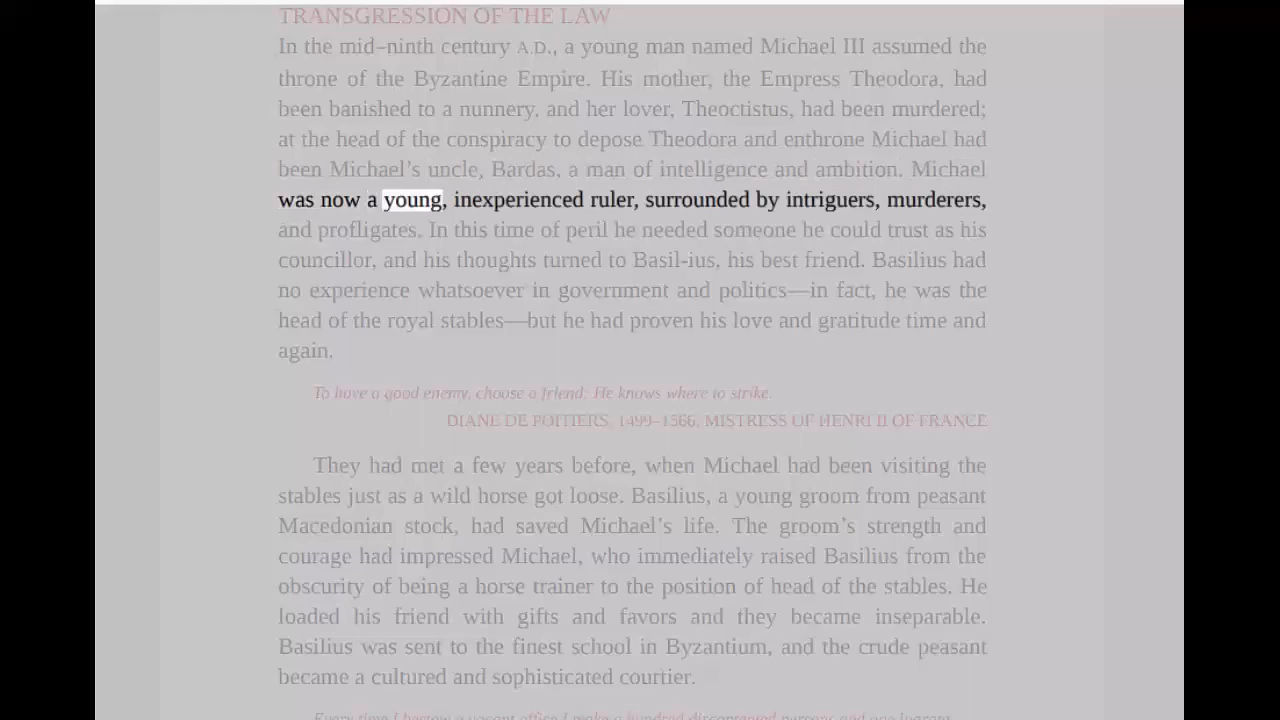 TRANSGRESSION OF THE LAW
In the mid–ninth century A.D., a young man named Michael III assumed the
throne of the Byzantine Empire. His mother, the Empress Theodora, had
been banished to a nunnery, and her lover, Theoctistus, had been murdered;
at the head of the conspiracy to depose Theodora and enthrone Michael had
been Michael’s uncle, Bardas, a man of intelligence and ambition. Michael
was now a young, inexperienced ruler, surrounded by intriguers, murderers,
and profligates. In this time of peril he needed someone he could trust as his
councillor, and his thoughts turned to Basil-ius, his best friend. Basilius had
no experience whatsoever in government and politics—in fact, he was the
head of the royal stables—but he had proven his love and gratitude time and
again.
To have a good enemy, choose a friend: He knows where to strike.
DIANE DE POITIERS, 1499–1566, MISTRESS OF HENRI II OF FRANCE
They had met a few years before, when Michael had been visiting the
stables just as a wild horse got loose. Basilius, a young groom from peasant
Macedonian stock, had saved Michael’s life. The groom’s strength and
courage had impressed Michael, who immediately raised Basilius from the
obscurity of being a horse trainer to the position of head of the stables. He
loaded his friend with gifts and favors and they became inseparable.
Basilius was sent to the finest school in Byzantium, and the crude peasant
became a cultured and sophisticated courtier.
Every time I bestow a vacant office I make a hundred discontented persons and one ingrate.